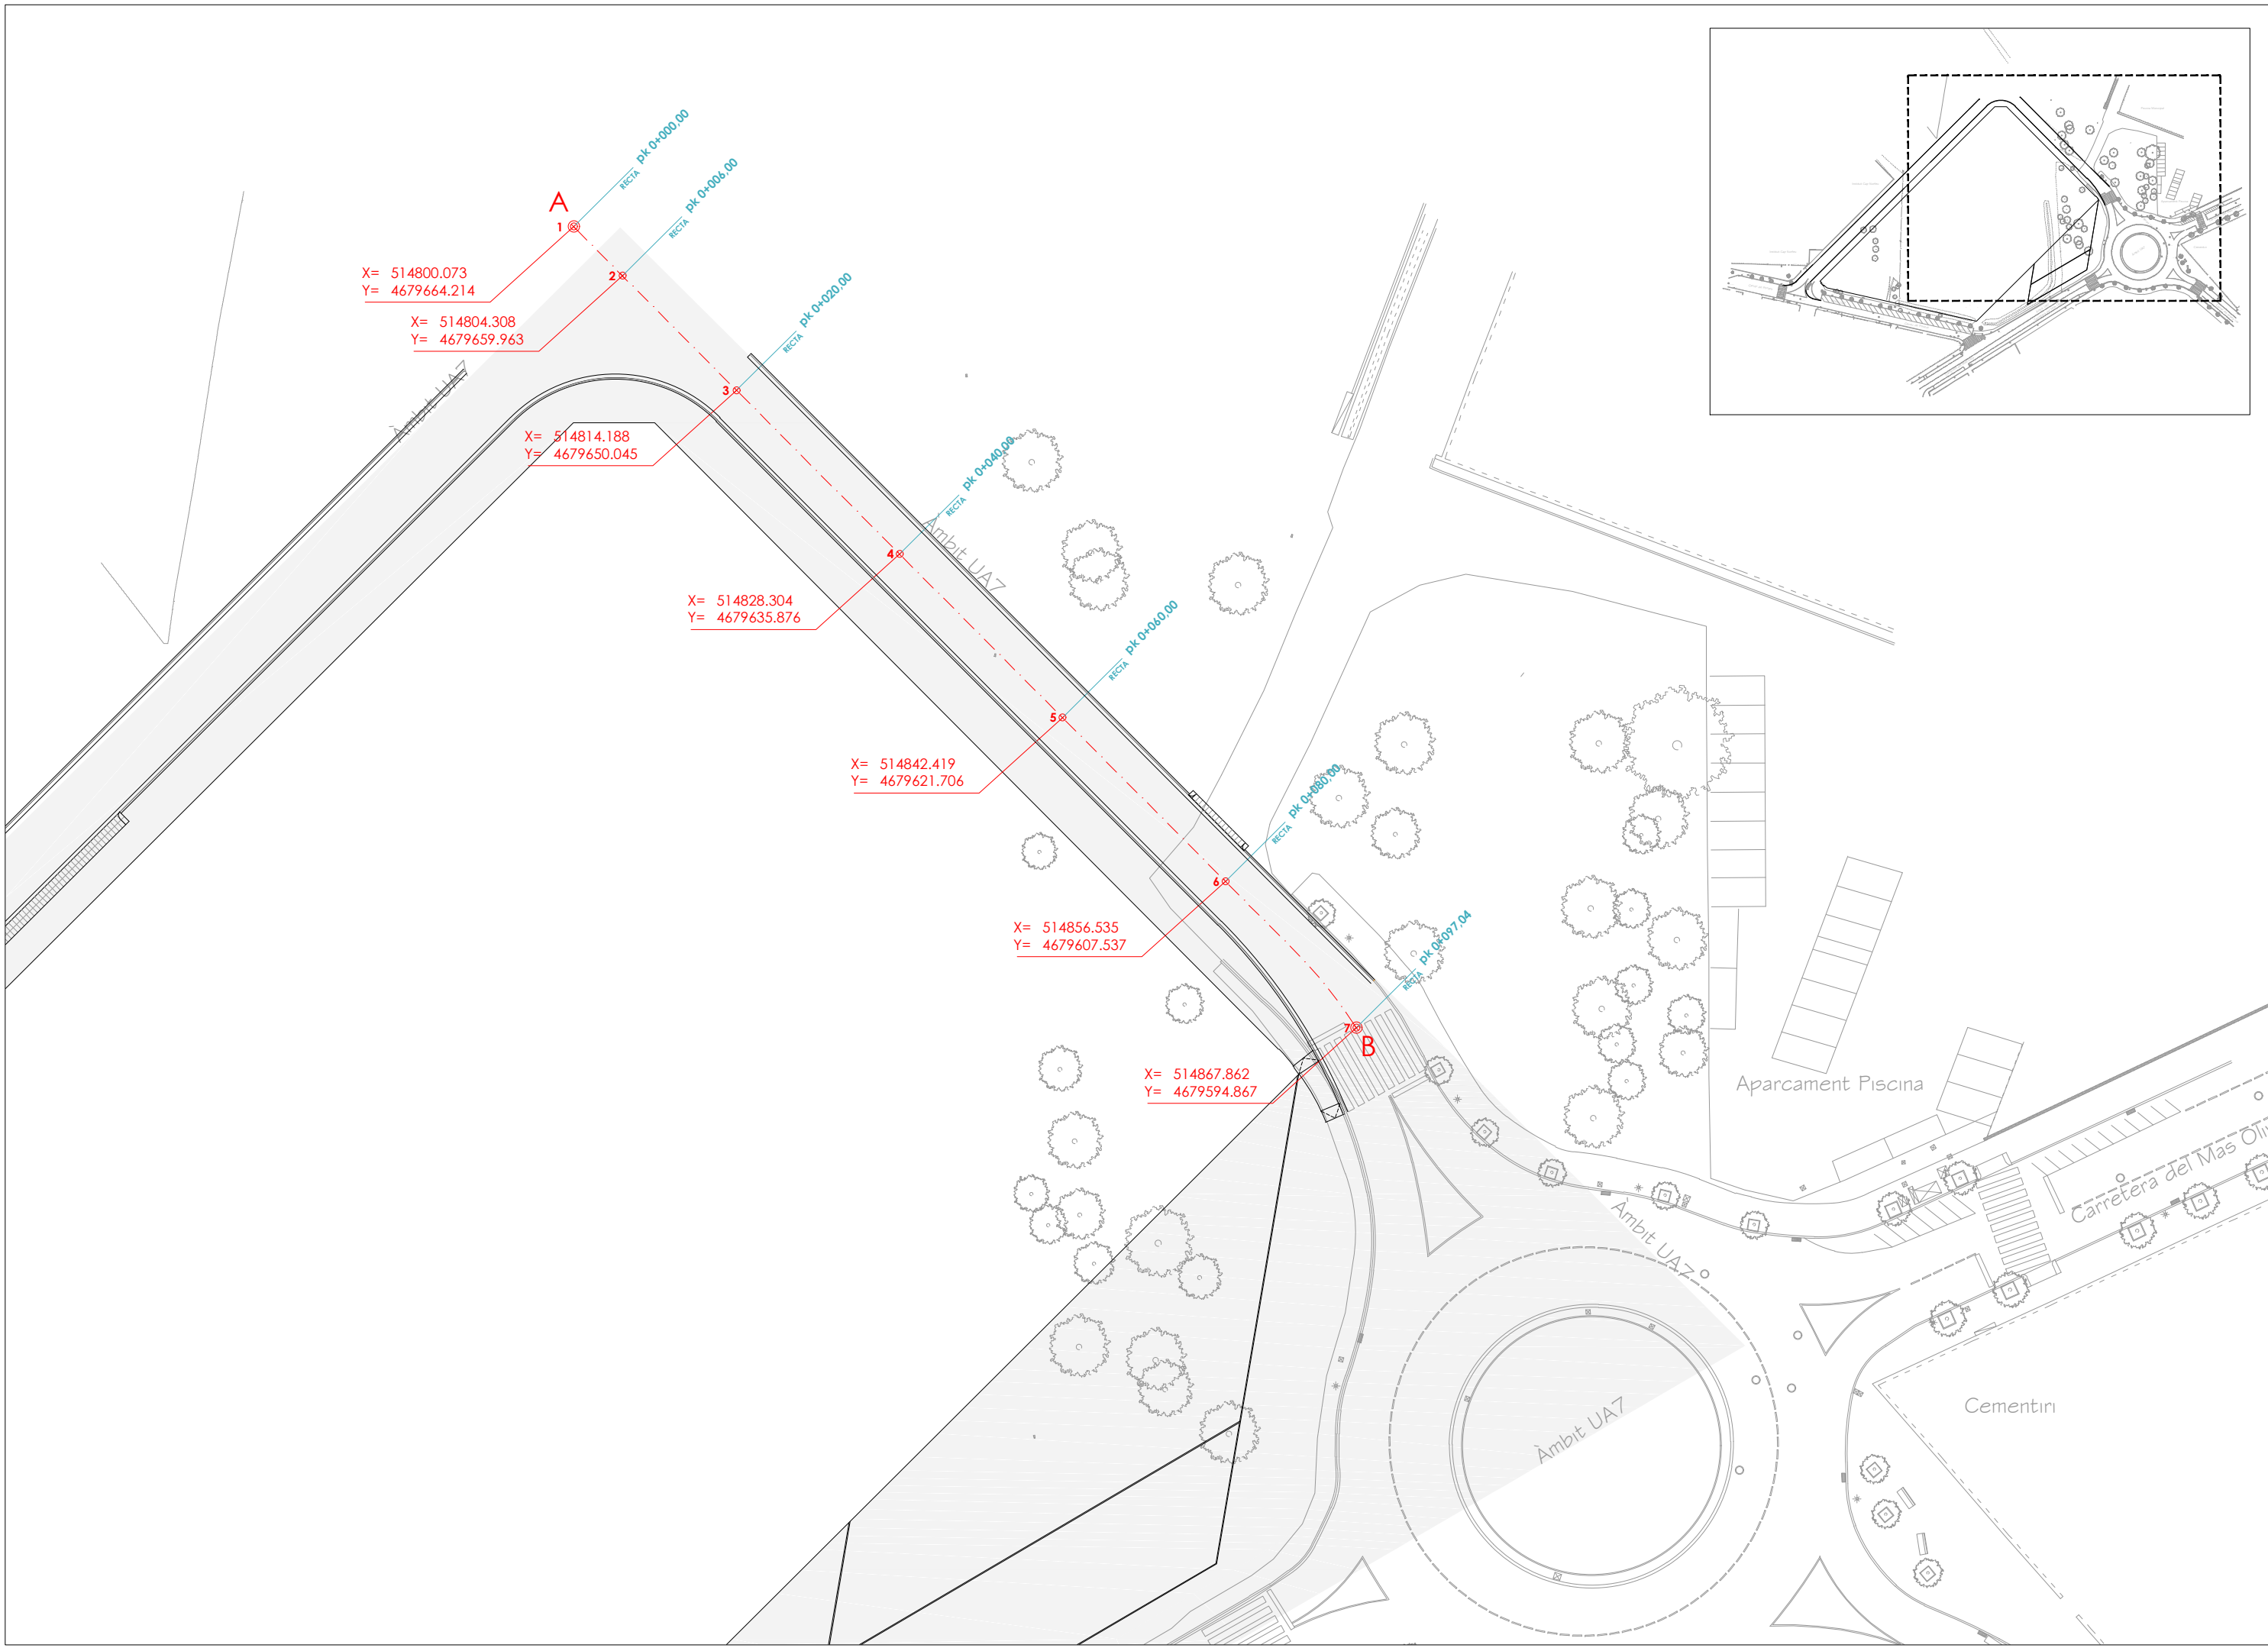 pk 0+000,00
RECTA
A
1
X= 514800.073
Y= 4679664.214
pk 0+006,00
RECTA
2
X= 514804.308
Y= 4679659.963
pk 0+020,00
RECTA
3
X= 514814.188
Y= 4679650.045
Àmbit UA7
pk 0+040,00
RECTA
4
X= 514828.304
Y= 4679635.876
Àmbit UA7
pk 0+060,00
RECTA
5
X= 514842.419
Y= 4679621.706
pk 0+080,00
RECTA
6
X= 514856.535
Y= 4679607.537
pk 0+097,04
RECTA
7
B
X= 514867.862
Y= 4679594.867
Aparcament Piscina
Carretera del Mas
Àmbit UA7
Àmbit UA7
Cementiri